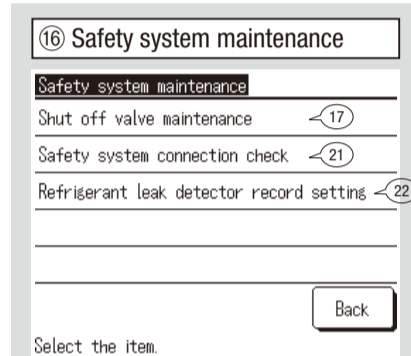 ⑯ Safety system maintenance
Safety system maintenance
Shut off valve maintenance ⑰
Safety system connection check ㉑
Refrigerant leak detector record setting ㉒
Back
Select the item.